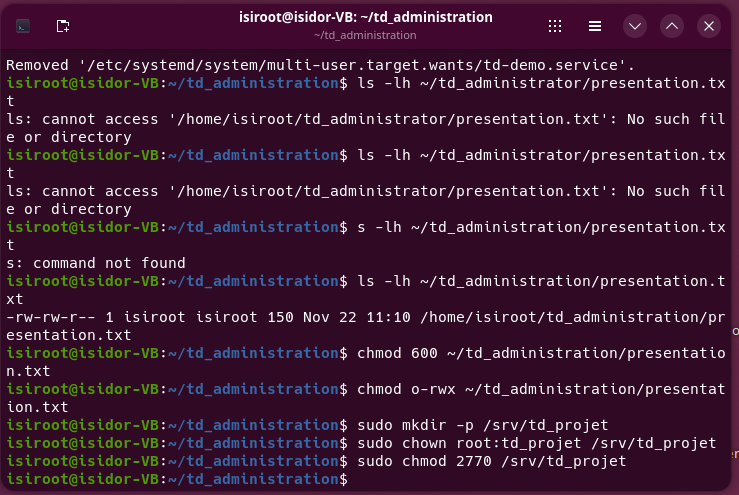 isiroot@isidor-VB: ~/td_administration
~/td_administration
Removed '/etc/systemd/system/multi-user.target.wants/td-demo.service'.
isiroot@isidor-VB:~/td_administration$ ls -lh ~/td_administrator/presentation.tx
t
ls: cannot access '/home/isiroot/td_administrator/presentation.txt': No such fil
e or directory
isiroot@isidor-VB:~/td_administration$ ls -lh ~/td_administrator/presentation.tx
t
ls: cannot access '/home/isiroot/td_administrator/presentation.txt': No such fil
e or directory
isiroot@isidor-VB:~/td_administration$ s -lh ~/td_administration/presentation.tx
t
s: command not found
isiroot@isidor-VB:~/td_administration$ ls -lh ~/td_administration/presentation.t
xt
-rw-rw-r-- 1 isiroot isiroot 150 Nov 22 11:10 /home/isiroot/td_administration/pr
esentation.txt
isiroot@isidor-VB:~/td_administration$ chmod 600 ~/td_administration/presentatio
n.txt
isiroot@isidor-VB:~/td_administration$ chmod o-rwx ~/td_administration/presentat
ion.txt
isiroot@isidor-VB:~/td_administration$ sudo mkdir -p /srv/td_projet
isiroot@isidor-VB:~/td_administration$ sudo chown root:td_projet /srv/td_projet
isiroot@isidor-VB:~/td_administration$ sudo chmod 2770 /srv/td_projet
isiroot@isidor-VB:~/td_administration$